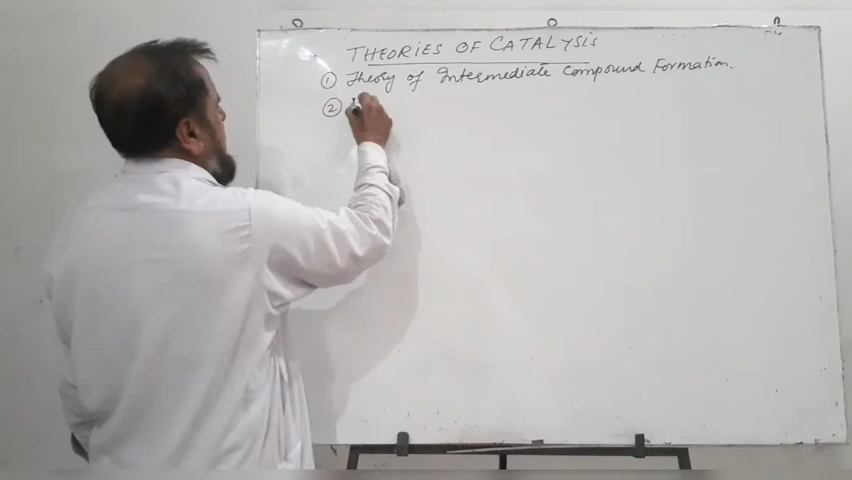 THEORIES OF CATALYSIS
① Theory of Intermediate Compound Formation.
②